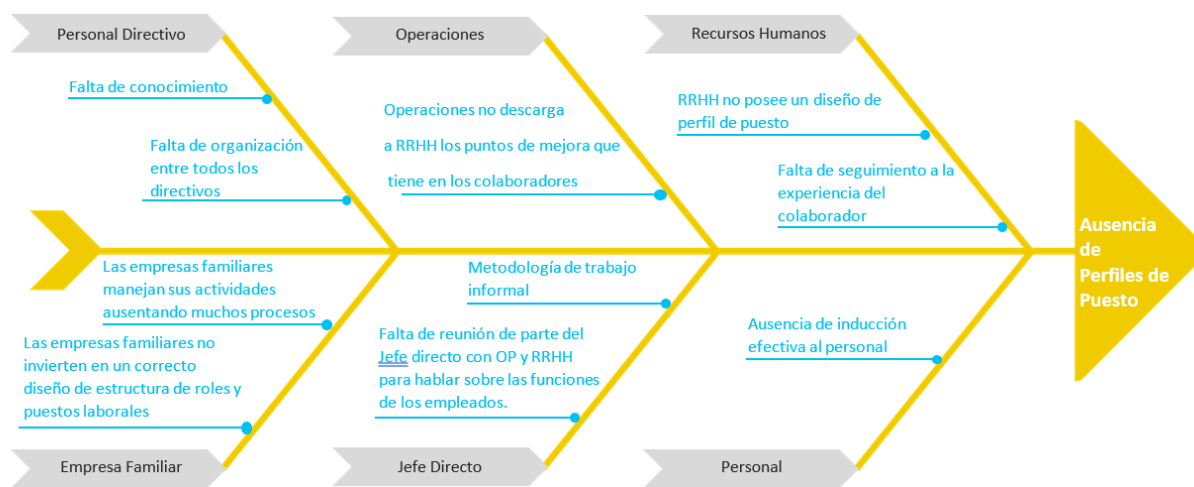 Personal Directivo
Operaciones
Recursos Humanos
Falta de conocimiento
Falta de organización
entre todos los
directivos
Operaciones no descarga
a RRHH los puntos de mejora que
tiene en los colaboradores
RRHH no posee un diseño de
perfil de puesto
Falta de seguimiento a la
experiencia del
colaborador
Ausencia
de
Perfiles de
Puesto
Las empresas familiares
manejan sus actividades
ausentando muchos procesos
Las empresas familiares no
invierten en un correcto
diseño de estructura de roles y
puestos laborales
Metodología de trabajo
informal
Falta de reunión de parte del
Jefe directo con OP y RRHH
para hablar sobre las funciones
de los empleados.
Ausencia de inducción
efectiva al personal
Empresa Familiar
Jefe Directo
Personal